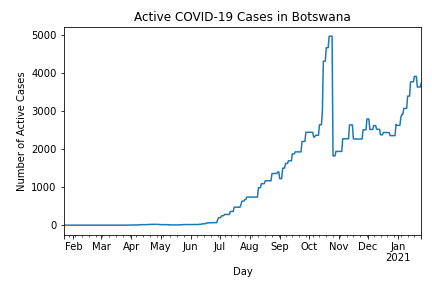 Active COVID-19 Cases in Botswana
Number of Active Cases
5000
4000
3000
2000
1000
0
Feb Mar Apr May Jun Jul Aug Sep Oct Nov Dec Jan
2021
Day